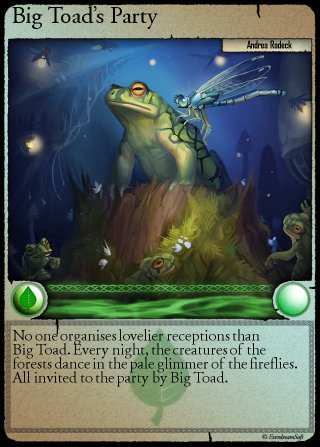 Big Toad's Party
Andrea Radeck
No one organises lovelier receptions than
Big Toad. Every night, the creatures of the
forests dance in the pale glimmer of the fireflies.
All invited to the party by Big Toad.
© EverdreamSoft